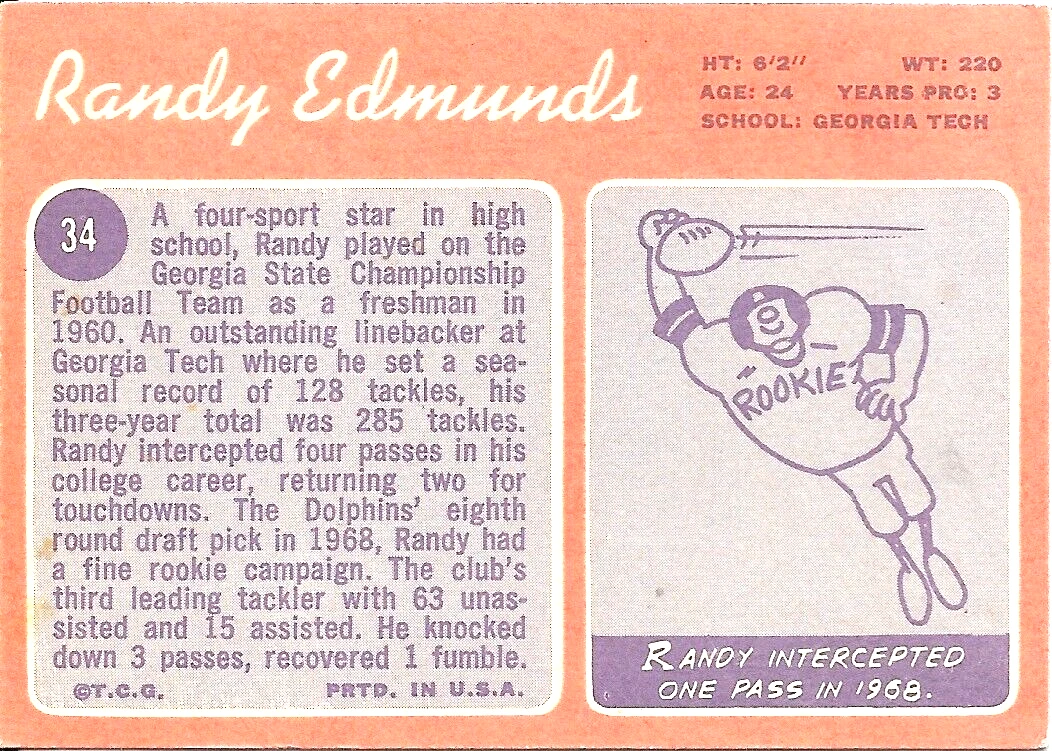 Randy Edmunds
HT: 6'2" WT: 220
AGE: 24 YEARS PRO: 3
SCHOOL: GEORGIA TECH
34
A four-sport star in high
school, Randy played on the
Georgia State Championship
Football Team as a freshman in
1960. An outstanding linebacker at
Georgia Tech where he set a sea-
sonal record of 128 tackles, his
three-year total was 285 tackles.
Randy intercepted four passes in his
college career, returning two for
touchdowns. The Dolphins' eighth
round draft pick in 1968, Randy had
a fine rookie campaign. The club's
third leading tackler with 63 unas-
sisted and 15 assisted. He knocked
down 3 passes, recovered 1 fumble.
©T.C.G. PRTD. IN U.S.A.
"ROOKIE"
RANDY INTERCEPTED
ONE PASS IN 1968.